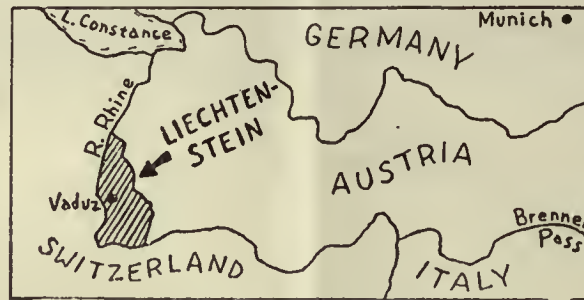 L. Constance
Munich
GERMANY
R. Rhine
LIECHTEN-
STEIN
AUSTRIA
Vaduz
Brenner
Pass
SWITZERLAND
ITALY